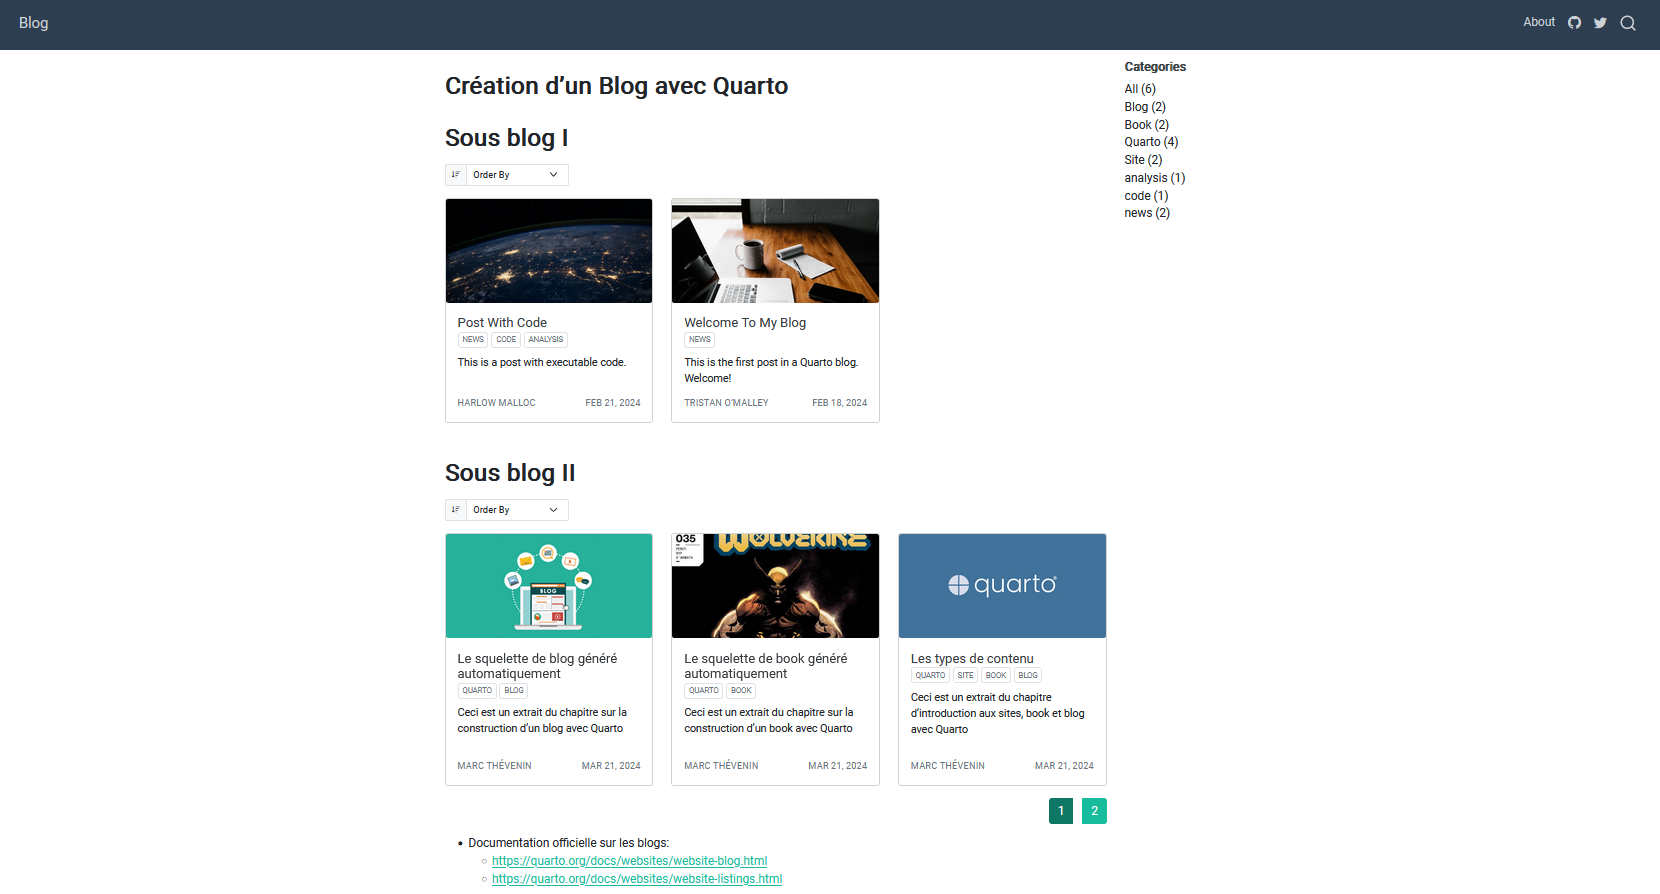 Blog
About
Création d’un Blog avec Quarto
Sous blog I
Order By
Post With Code
NEWS CODE ANALYSIS
This is a post with executable code.
HARLOW MALLOC FEB 21, 2024
Welcome To My Blog
NEWS
This is the first post in a Quarto blog.
Welcome!
TRISTAN O'MALLEY FEB 18, 2024
Sous blog II
Order By
BLOG
Le squelette de blog généré
automatiquement
QUARTO BLOG
Ceci est un extrait du chapitre sur la
construction d’un blog avec Quarto
MARC THÉVENIN MAR 21, 2024
035
WOLVERINE
Le squelette de book généré
automatiquement
QUARTO BOOK
Ceci est un extrait du chapitre sur la
construction d’un book avec Quarto
MARC THÉVENIN MAR 21, 2024
quarto
Les types de contenu
QUARTO SITE BOOK BLOG
Ceci est un extrait du chapitre
d’introduction aux sites, book et blog
avec Quarto
MARC THÉVENIN MAR 21, 2024
1 2
Documentation officielle sur les blogs:
https://quarto.org/docs/websites/website-blog.html
https://quarto.org/docs/websites/website-listings.html
Categories
All (6)
Blog (2)
Book (2)
Quarto (4)
Site (2)
analysis (1)
code (1)
news (2)